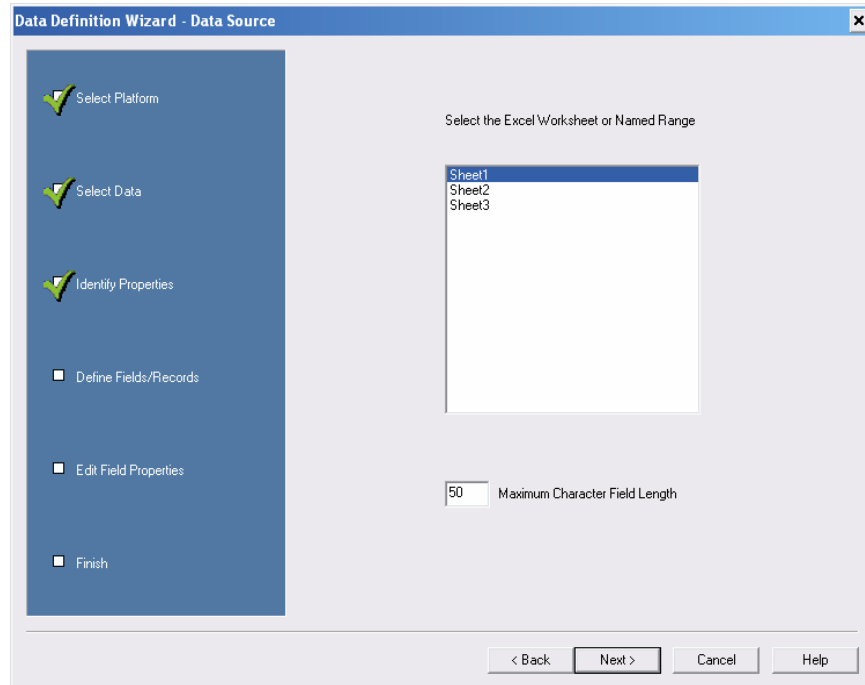 Data Definition Wizard - Data Source
Select Platform
Select Data
Identify Properties
Define Fields/Records
Edit Field Properties
Finish
Select the Excel Worksheet or Named Range
Sheet1
Sheet2
Sheet3
50 Maximum Character Field Length
< Back Next > Cancel Help